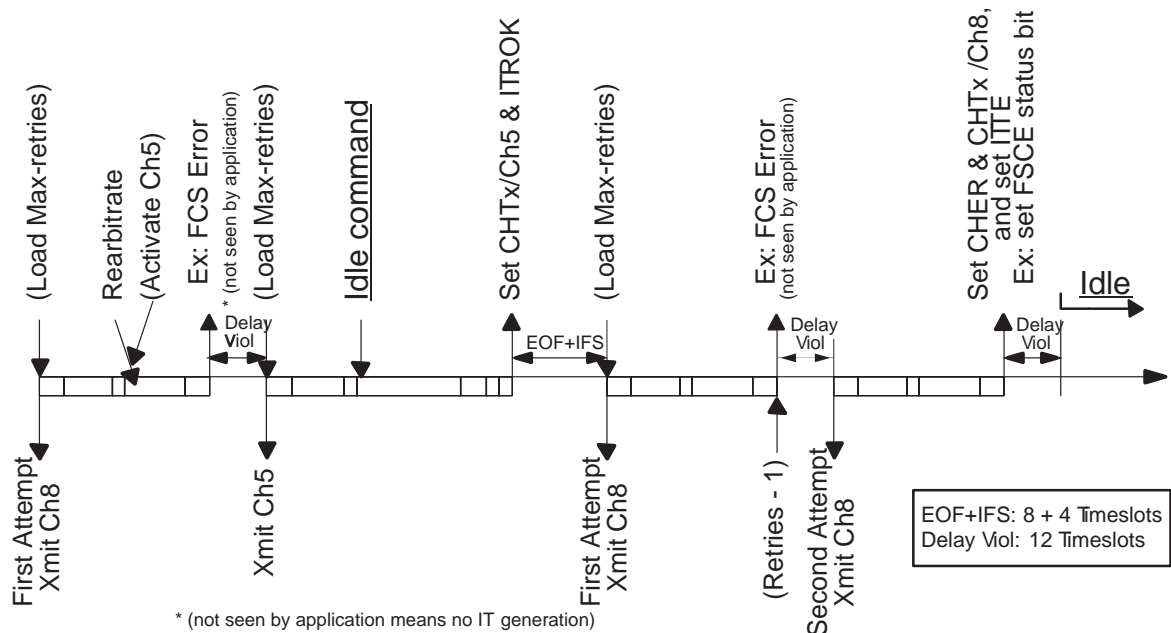 (Load Max-retries)
Rearbitrate
(Activate Ch5)
Ex: FCS Error
* (not seen by application)
(Load Max-retries)
Idle command
Set CHTx/Ch5 & ITROK
(Load Max-retries)
Ex: FCS Error
(not seen by application)
Set CHER & CHTx /Ch8,
and set ITTE
Ex: set FSCE status bit
Idle
Delay
Viol
EOF+IFS
Delay
Viol
Delay
Viol
First Attempt
Xmit Ch8
Xmit Ch5
First Attempt
Xmit Ch8
(Retries - 1)
Second Attempt
Xmit Ch8
EOF+IFS: 8 + 4 Timeslots
Delay Viol: 12 Timeslots
* (not seen by application means no IT generation)